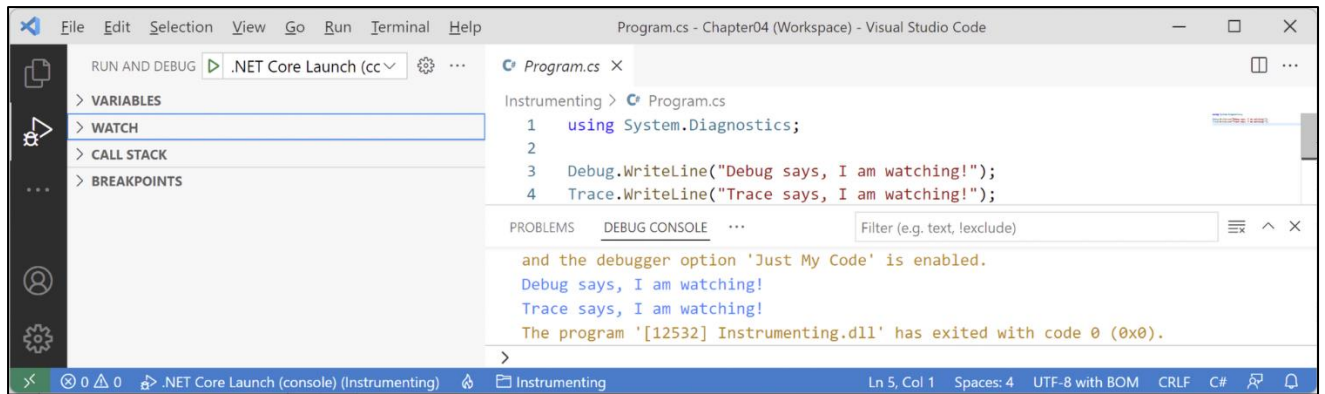 File Edit Selection View Go Run Terminal Help Program.cs - Chapter04 (Workspace) - Visual Studio Code
RUN AND DEBUG .NET Core Launch (cc
VARIABLES
WATCH
CALL STACK
BREAKPOINTS
C# Program.cs
Instrumenting > C# Program.cs
1 using System.Diagnostics;
2
3 Debug.WriteLine("Debug says, I am watching!");
4 Trace.WriteLine("Trace says, I am watching!");
PROBLEMS DEBUG CONSOLE ... Filter (e.g. text, !exclude)
and the debugger option 'Just My Code' is enabled.
Debug says, I am watching!
Trace says, I am watching!
The program '[12532] Instrumenting.dll' has exited with code 0 (0x0).
>
0 0 .NET Core Launch (console) (Instrumenting) Instrumenting Ln 5, Col 1 Spaces: 4 UTF-8 with BOM CRLF C#